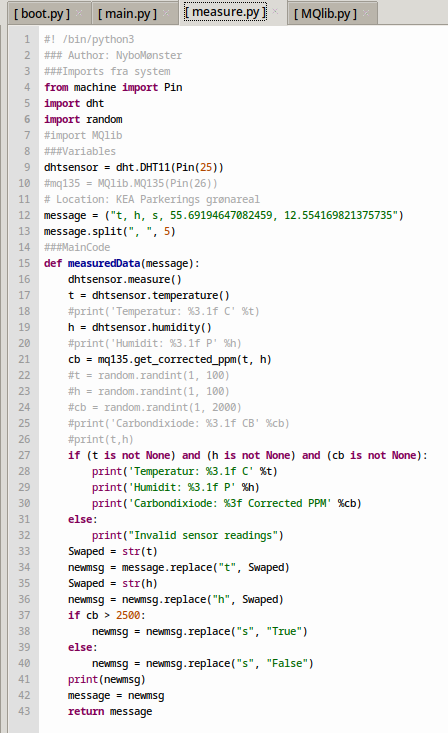 [ boot.py ] [ main.py ] [ measure.py ] [ MQlib.py ]
1 #! /bin/python3
2 ### Author: NyboMønster
3 ###Imports fra system
4 from machine import Pin
5 import dht
6 import random
7 #import MQlib
8 ###Variables
9 dhtsensor = dht.DHT11(Pin(25))
10 #mq135 = MQlib.MQ135(Pin(26))
11 # Location: KEA Parkerings grønareal
12 message = ("t, h, s, 55.69194647082459, 12.554169821375735")
13 message.split(", ", 5)
14 ###MainCode
15 def measuredData(message):
16 dhtsensor.measure()
17 t = dhtsensor.temperature()
18 #print('Temperatur: %3.1f C' %t)
19 h = dhtsensor.humidity()
20 #print('Humidit: %3.1f P' %h)
21 cb = mq135.get_corrected_ppm(t, h)
22 #t = random.randint(1, 100)
23 #h = random.randint(1, 100)
24 #cb = random.randint(1, 2000)
25 #print('Carbondixiode: %3.1f CB' %cb)
26 #print(t,h)
27 if (t is not None) and (h is not None) and (cb is not None):
28 print('Temperatur: %3.1f C' %t)
29 print('Humidit: %3.1f P' %h)
30 print('Carbondixiode: %3f Corrected PPM' %cb)
31 else:
32 print("Invalid sensor readings")
33 Swaped = str(t)
34 newmsg = message.replace("t", Swaped)
35 Swaped = str(h)
36 newmsg = newmsg.replace("h", Swaped)
37 if cb > 2500:
38 newmsg = newmsg.replace("s", "True")
39 else:
40 newmsg = newmsg.replace("s", "False")
41 print(newmsg)
42 message = newmsg
43 return message